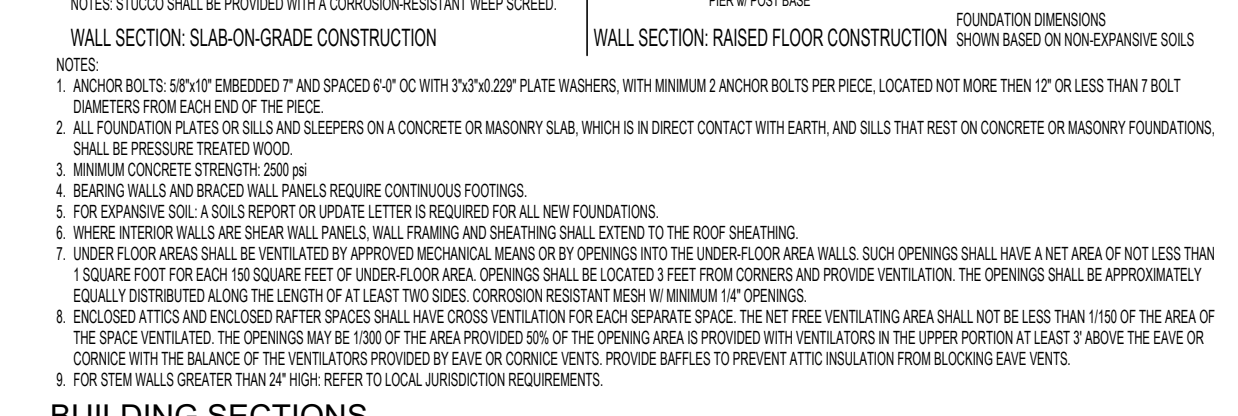 NOTES: STUCCO SHALL BE PROVIDED WITH A CORROSION-RESISTANT WEEP SCREED.
PIER w/ POST BASE
WALL SECTION: SLAB-ON-GRADE CONSTRUCTION
WALL SECTION: RAISED FLOOR CONSTRUCTION
FOUNDATION DIMENSIONS
SHOWN BASED ON NON-EXPANSIVE SOILS
NOTES:
1. ANCHOR BOLTS: 5/8"x10" EMBEDDED 7" AND SPACED 6'-0" OC WITH 3"x3"x0.229" PLATE WASHERS, WITH MINIMUM 2 ANCHOR BOLTS PER PIECE, LOCATED NOT MORE THEN 12" OR LESS THAN 7 BOLT
DIAMETERS FROM EACH END OF THE PIECE.
2. ALL FOUNDATION PLATES OR SILLS AND SLEEPERS ON A CONCRETE OR MASONRY SLAB, WHICH IS IN DIRECT CONTACT WITH EARTH, AND SILLS THAT REST ON CONCRETE OR MASONRY FOUNDATIONS,
SHALL BE PRESSURE TREATED WOOD.
3. MINIMUM CONCRETE STRENGTH: 2500 psi
4. BEARING WALLS AND BRACED WALL PANELS REQUIRE CONTINUOUS FOOTINGS.
5. FOR EXPANSIVE SOIL: A SOILS REPORT OR UPDATE LETTER IS REQUIRED FOR ALL NEW FOUNDATIONS.
6. WHERE INTERIOR WALLS ARE SHEAR WALL PANELS, WALL FRAMING AND SHEATHING SHALL EXTEND TO THE ROOF SHEATHING.
7. UNDER FLOOR AREAS SHALL BE VENTILATED BY APPROVED MECHANICAL MEANS OR BY OPENINGS INTO THE UNDER-FLOOR AREA WALLS. SUCH OPENINGS SHALL HAVE A NET AREA OF NOT LESS THAN
1 SQUARE FOOT FOR EACH 150 SQUARE FEET OF UNDER-FLOOR AREA. OPENINGS SHALL BE LOCATED 3 FEET FROM CORNERS AND PROVIDE VENTILATION. THE OPENINGS SHALL BE APPROXIMATELY
EQUALLY DISTRIBUTED ALONG THE LENGTH OF AT LEAST TWO SIDES. CORROSION RESISTANT MESH W/ MINIMUM 1/4" OPENINGS.
8. ENCLOSED ATTICS AND ENCLOSED RAFTER SPACES SHALL HAVE CROSS VENTILATION FOR EACH SEPARATE SPACE. THE NET FREE VENTILATING AREA SHALL NOT BE LESS THAN 1/150 OF THE AREA OF
THE SPACE VENTILATED. THE OPENINGS MAY BE 1/300 OF THE AREA PROVIDED 50% OF THE OPENING AREA IS PROVIDED WITH VENTILATORS IN THE UPPER PORTION AT LEAST 3' ABOVE THE EAVE OR
CORNICE WITH THE BALANCE OF THE VENTILATORS PROVIDED BY EAVE OR CORNICE VENTS. PROVIDE BAFFLES TO PREVENT ATTIC INSULATION FROM BLOCKING EAVE VENTS.
9. FOR STEM WALLS GREATER THAN 24" HIGH: REFER TO LOCAL JURISDICTION REQUIREMENTS.
BUILDING SECTIONS